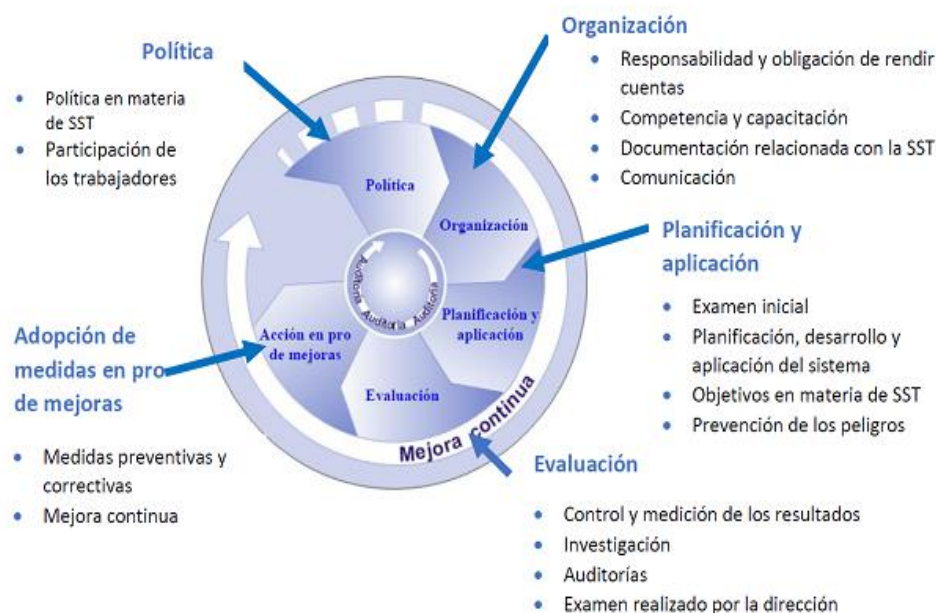 Política
• Política en materia
de SST
• Participación de
los trabajadores
Organización
• Responsabilidad y obligación de rendir
cuentas
• Competencia y capacitación
• Documentación relacionada con la SST
• Comunicación
Planificación y
aplicación
• Examen inicial
• Planificación, desarrollo y
aplicación del sistema
• Objetivos en materia de SST
• Prevención de los peligros
Evaluación
• Control y medición de los resultados
• Investigación
• Auditorías
• Examen realizado por la dirección
Adopción de
medidas en pro
de mejoras
• Medidas preventivas y
correctivas
• Mejora continua
Política
Organización
Planificación y
aplicación
Evaluación
Acción en pro
de mejoras
Auditoría Auditoría Auditoría
Mejora continua